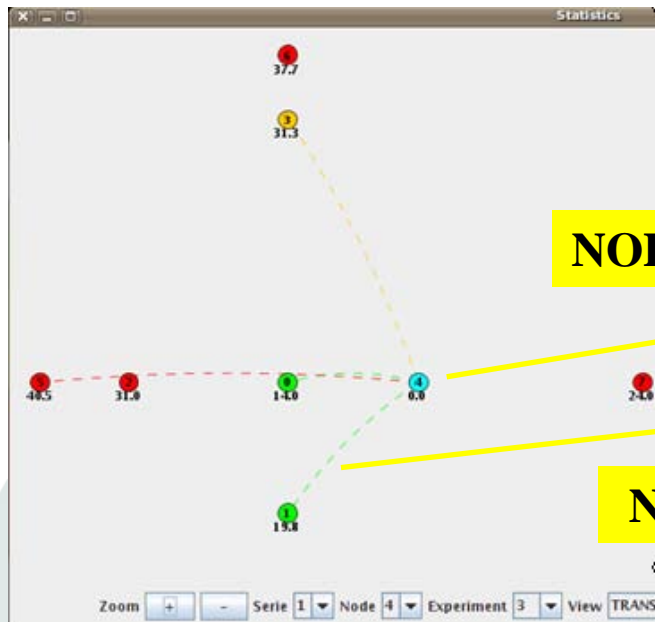 Statistics
6
37.7
3
31.3
NO
5 2 0 4 7
40.5 31.0 14.0 0.0 24.0
1
19.8
N
Zoom + - Serie 1 Node 4 Experiment 3 View TRANS